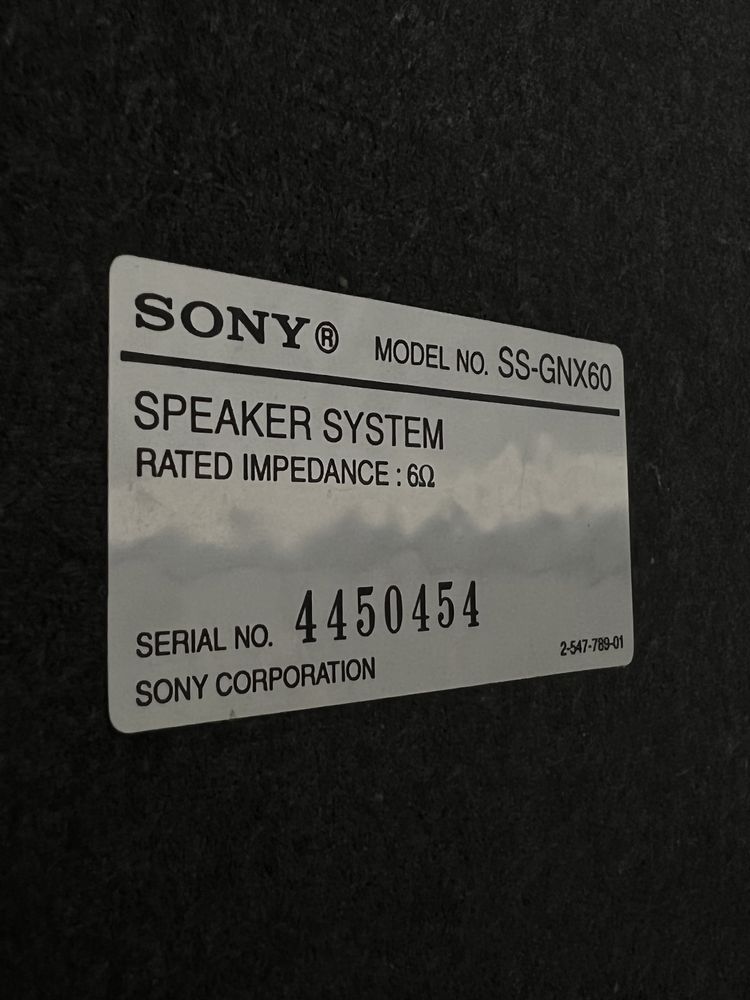 SONY® MODEL NO. SS-GNX60
SPEAKER SYSTEM
RATED IMPEDANCE : 6Ω
SERIAL NO. 4450454
2-547-789-01
SONY CORPORATION